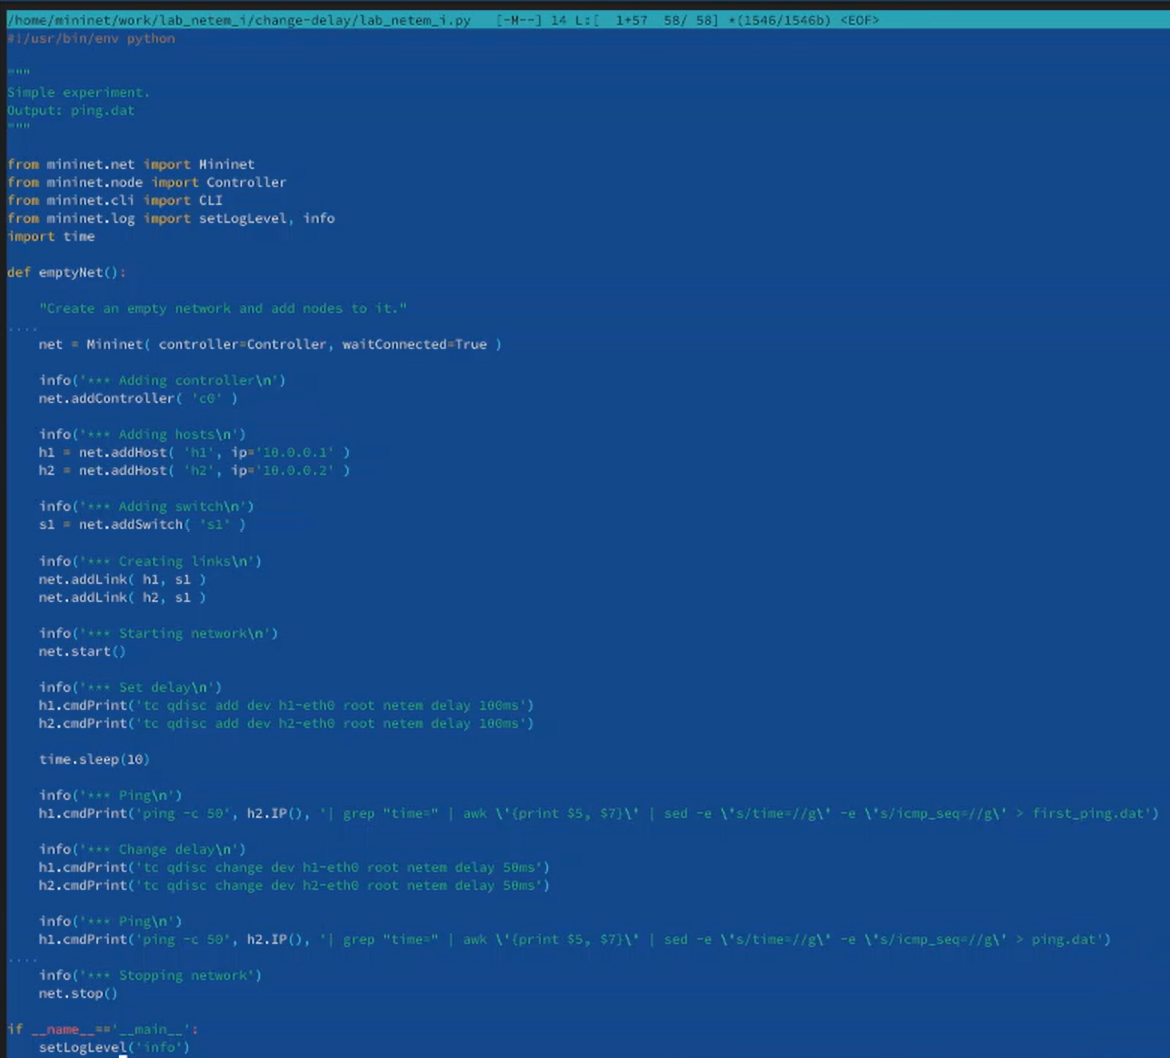 /home/mininet/work/lab_netem_i/change-delay/lab_netem_i.py   [-M--] 14 L:[  1+57  58/ 58] *(1546/1546b) <EOF>
#!/usr/bin/env python

"""
Simple experiment.
Output: ping.dat
"""

from mininet.net import Mininet
from mininet.node import Controller
from mininet.cli import CLI
from mininet.log import setLogLevel, info
import time

def emptyNet():

    "Create an empty network and add nodes to it."
....
    net = Mininet( controller=Controller, waitConnected=True )

    info('*** Adding controller\n')
    net.addController( 'c0' )

    info('*** Adding hosts\n')
    h1 = net.addHost( 'h1', ip='10.0.0.1' )
    h2 = net.addHost( 'h2', ip='10.0.0.2' )

    info('*** Adding switch\n')
    s1 = net.addSwitch( 's1' )

    info('*** Creating links\n')
    net.addLink( h1, s1 )
    net.addLink( h2, s1 )

    info('*** Starting network\n')
    net.start()

    info('*** Set delay\n')
    h1.cmdPrint('tc qdisc add dev h1-eth0 root netem delay 100ms')
    h2.cmdPrint('tc qdisc add dev h2-eth0 root netem delay 100ms')

    time.sleep(10)

    info('*** Ping\n')
    h1.cmdPrint('ping -c 50', h2.IP(), '| grep "time=" | awk \'{print $5, $7}\' | sed -e \'s/time=//g\' -e \'s/icmp_seq=//g\' > first_ping.dat')

    info('*** Change delay\n')
    h1.cmdPrint('tc qdisc change dev h1-eth0 root netem delay 50ms')
    h2.cmdPrint('tc qdisc change dev h2-eth0 root netem delay 50ms')

    info('*** Ping\n')
    h1.cmdPrint('ping -c 50', h2.IP(), '| grep "time=" | awk \'{print $5, $7}\' | sed -e \'s/time=//g\' -e \'s/icmp_seq=//g\' > ping.dat')
....
    info('*** Stopping network')
    net.stop()

if __name__=='__main__':
    setLogLevel('info')